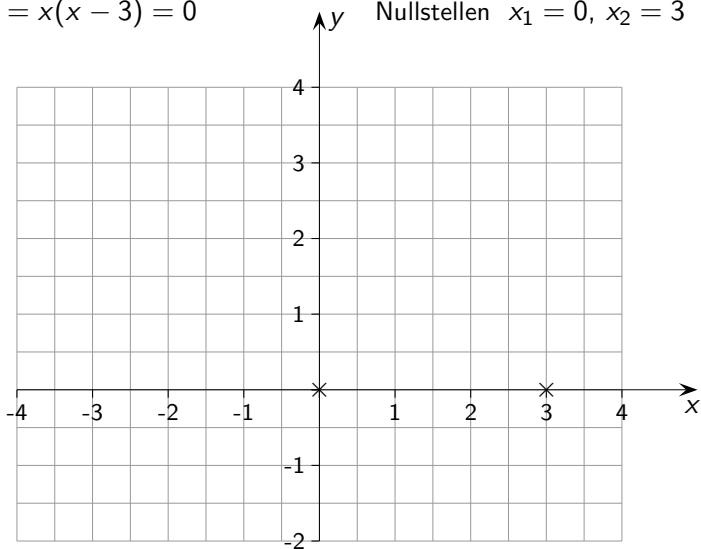 = x(x − 3) = 0 Nullstellen x₁ = 0, x₂ = 3
y
4
3
2
1
-4 -3 -2 -1 1 2 3 4 x
-1
-2